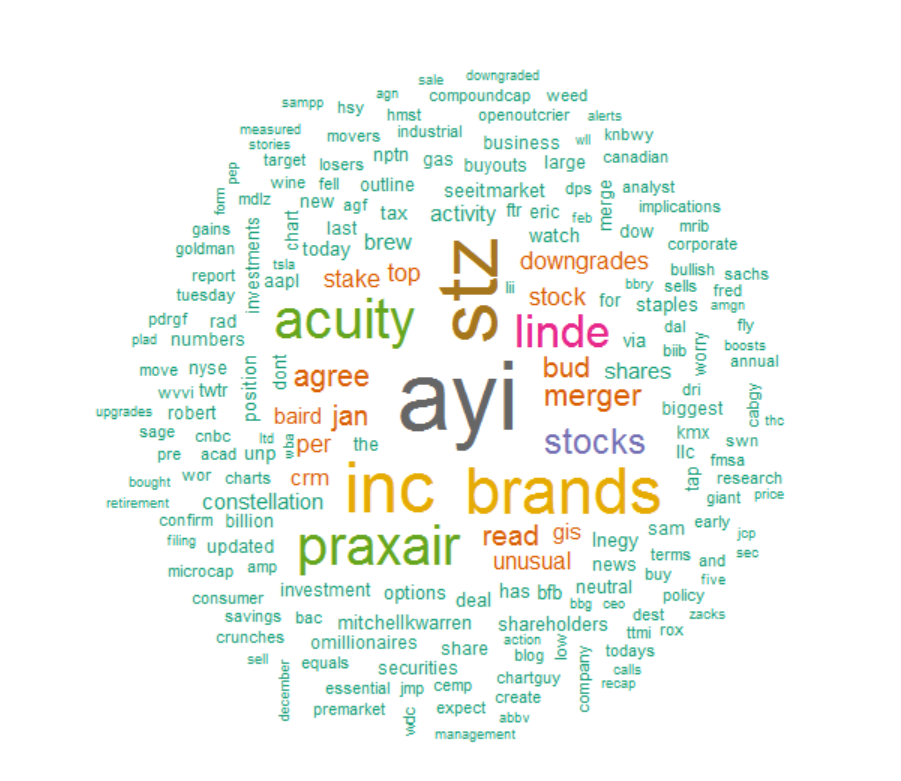 sale downgraded
agn compoundcap weed
sampp hsy hmst openoutcrier alerts
measured movers industrial business wll knbwy
stories target losers nptn gas buyouts large canadian
pep wine fell outline seeitmarket dps merge analyst
form mdlz new agf tax activity ftr eric feb implications
gains chart last watch dow mrib
goldman investments today brew stz downgrades corporate
tsla
report aapl stake top lii bullish sachs
tuesday stock for bbry sells fred
pdrgf rad acuity linde staples amgn
plad numbers via dal fly
biib worry boosts
move nyse position dont agree ayi bud shares annual
wvvi twtr merger dri cabgy
upgrades robert baird jan biggest thc
sage cnbc ltd wba per the stocks kmx swn
pre acad unp llc fmsa
bought wor charts crm inc brands tap research
retirement constellation giant price
confirm billion praxair read gis sam early jcp
filing updated unusual lnegy terms and sec
microcap amp news buy five
consumer investment options deal has bfb neutral policy
savings bac mitchellkwarren shareholders bbg ceo dest zacks
crunches omillionaires share action low ttmi rox
sell equals securities blog company todays
december essential jmp cemp chartguy calls
premarket wdc expect create recap
abbv
management